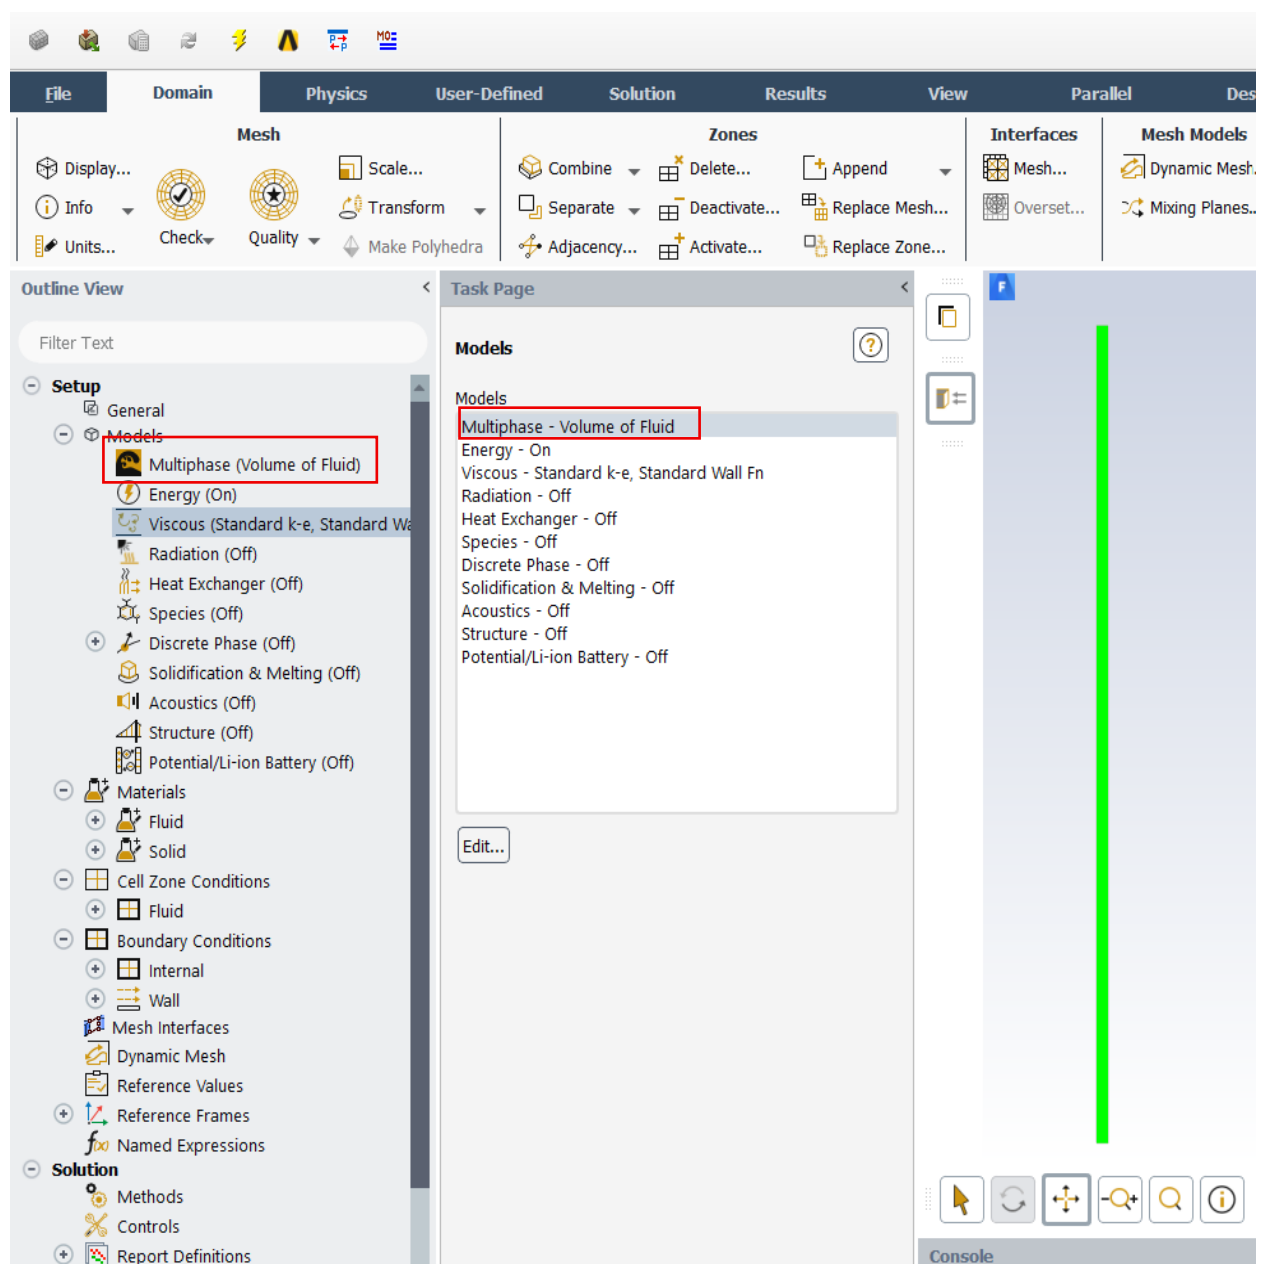 MO
P
P
File Domain Physics User-Defined Solution Results View Parallel Des
Mesh
Display...
Info
Units...
Check
Quality
Scale...
Transform
Make Polyhedra
Zones
Combine
Separate
Adjacency...
Delete...
Deactivate...
Activate...
Append
Replace Mesh...
Replace Zone...
Interfaces
Mesh...
Overset...
Mesh Models
Dynamic Mesh.
Mixing Planes..
Outline View
Filter Text
Setup
General
Models
Multiphase (Volume of Fluid)
Energy (On)
Viscous (Standard k-e, Standard Wa
Radiation (Off)
Heat Exchanger (Off)
Species (Off)
Discrete Phase (Off)
Solidification & Melting (Off)
Acoustics (Off)
Structure (Off)
Potential/Li-ion Battery (Off)
Materials
Fluid
Solid
Cell Zone Conditions
Fluid
Boundary Conditions
Internal
Wall
Mesh Interfaces
Dynamic Mesh
Reference Values
Reference Frames
f(x) Named Expressions
Solution
Methods
Controls
Report Definitions
Task Page
Models
?
Models
Multiphase - Volume of Fluid
Energy - On
Viscous - Standard k-e, Standard Wall Fn
Radiation - Off
Heat Exchanger - Off
Species - Off
Discrete Phase - Off
Solidification & Melting - Off
Acoustics - Off
Structure - Off
Potential/Li-ion Battery - Off
Edit...
F
Console